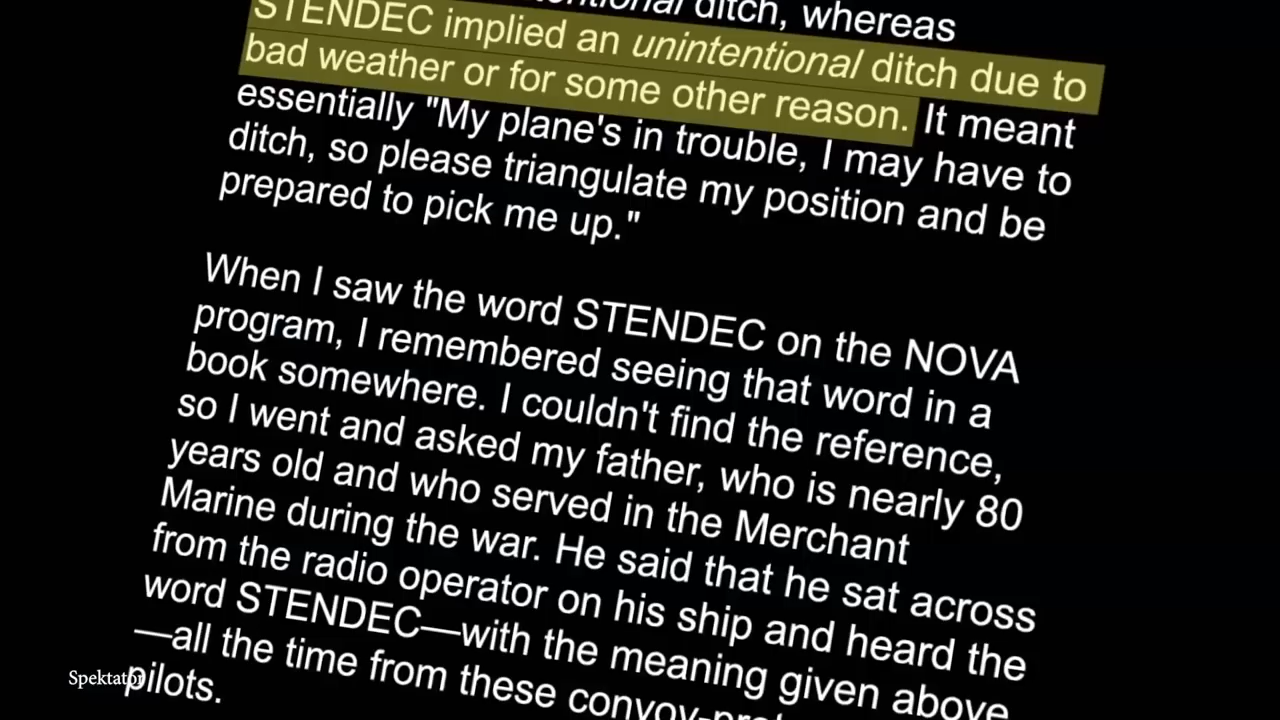 ditch, whereas
STENDEC implied an unintentional ditch due to
bad weather or for some other reason. It meant
essentially "My plane's in trouble, I may have to
ditch, so please triangulate my position and be
prepared to pick me up."
When I saw the word STENDEC on the NOVA
program, I remembered seeing that word in a
book somewhere. I couldn't find the reference,
so I went and asked my father, who is nearly 80
years old and who served in the Merchant
Marine during the war. He said that he sat across
from the radio operator on his ship and heard the
word STENDEC—with the meaning given above
—all the time from these
pilots.
Spektator